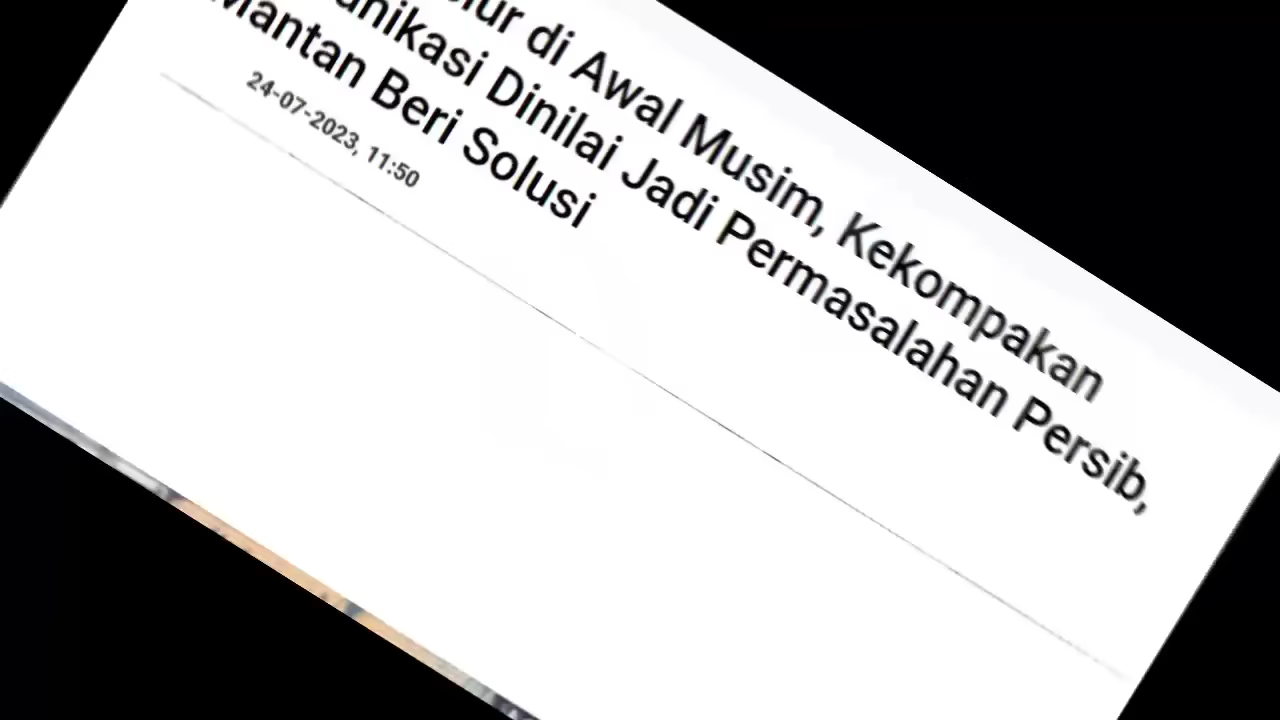 di Awal Musim, Kekompakan
Dinilai Jadi Permasalahan Persib,
Mantan Beri Solusi
24-07-2023, 11:50